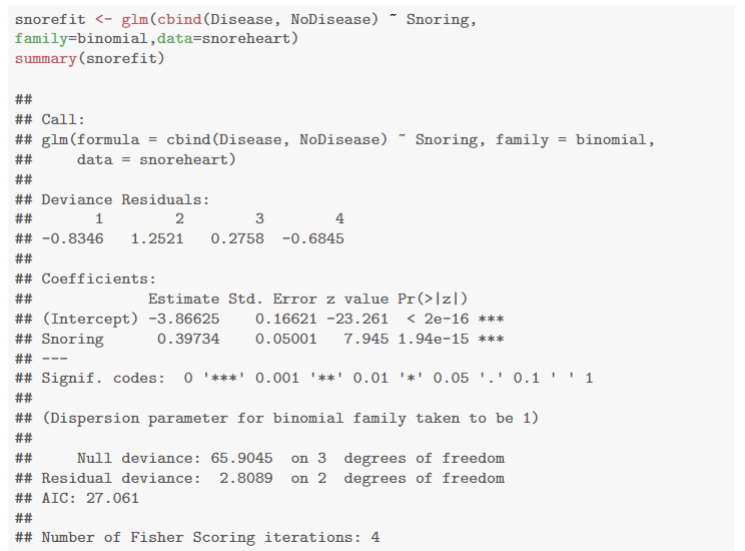 snorefit <- glm(cbind(Disease, NoDisease) ~ Snoring,
family=binomial,data=snoreheart)
summary(snorefit)
##
## Call:
## glm(formula = cbind(Disease, NoDisease) ~ Snoring, family = binomial,
##     data = snoreheart)
##
## Deviance Residuals:
##       1        2        3        4
## -0.8346   1.2521   0.2758  -0.6845
##
## Coefficients:
##             Estimate Std. Error z value Pr(>|z|)
## (Intercept) -3.86625    0.16621 -23.261  < 2e-16 ***
## Snoring      0.39734    0.05001   7.945 1.94e-15 ***
## ---
## Signif. codes:  0 '***' 0.001 '**' 0.01 '*' 0.05 '.' 0.1 ' ' 1
##
## (Dispersion parameter for binomial family taken to be 1)
##
##     Null deviance: 65.9045  on 3  degrees of freedom
## Residual deviance:  2.8089  on 2  degrees of freedom
## AIC: 27.061
##
## Number of Fisher Scoring iterations: 4